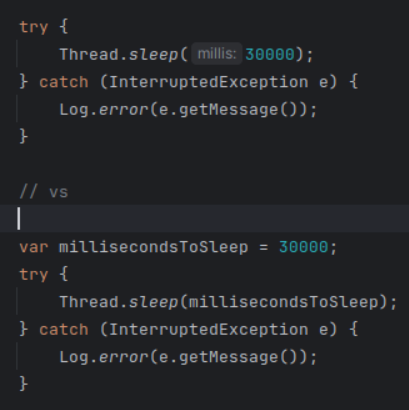 try {
Thread.sleep( millis: 30000);
} catch (InterruptedException e) {
Log.error(e.getMessage());
}
// vs
var millisecondsToSleep = 30000;
try {
Thread.sleep(millisecondsToSleep);
} catch (InterruptedException e) {
Log.error(e.getMessage());
}